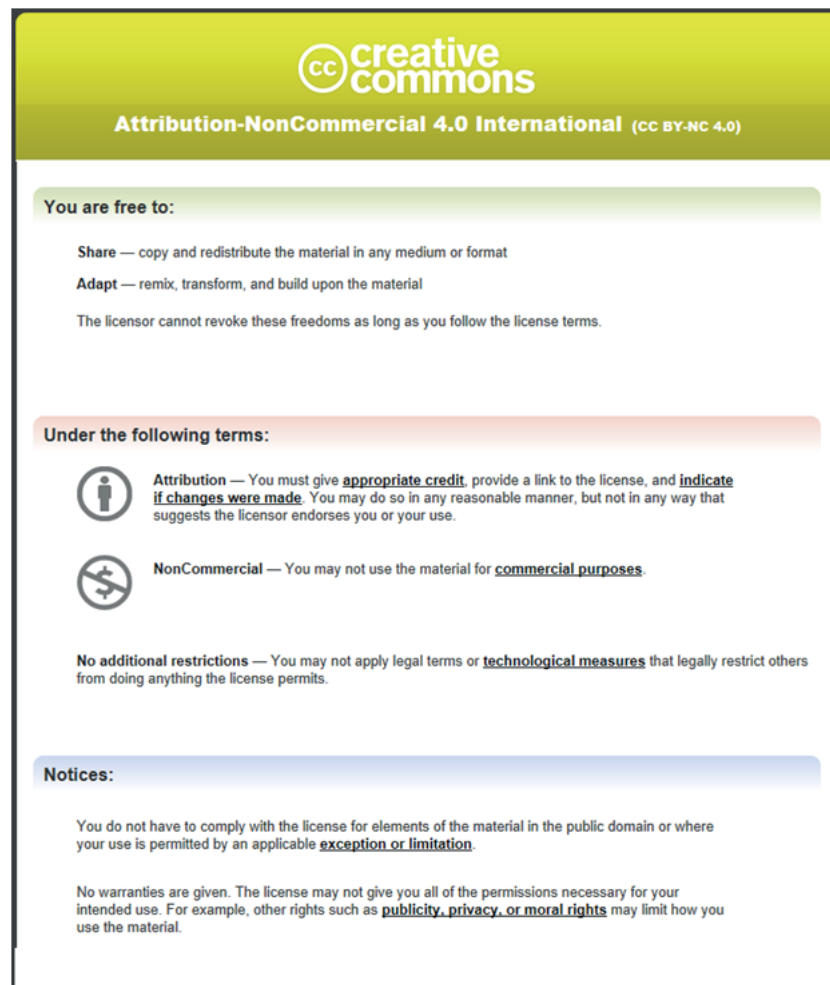 cc creative
commons
Attribution-NonCommercial 4.0 International (CC BY-NC 4.0)
You are free to:
Share — copy and redistribute the material in any medium or format
Adapt — remix, transform, and build upon the material
The licensor cannot revoke these freedoms as long as you follow the license terms.
Under the following terms:
Attribution — You must give appropriate credit, provide a link to the license, and indicate
if changes were made. You may do so in any reasonable manner, but not in any way that
suggests the licensor endorses you or your use.
NonCommercial — You may not use the material for commercial purposes.
No additional restrictions — You may not apply legal terms or technological measures that legally restrict others
from doing anything the license permits.
Notices:
You do not have to comply with the license for elements of the material in the public domain or where
your use is permitted by an applicable exception or limitation.
No warranties are given. The license may not give you all of the permissions necessary for your
intended use. For example, other rights such as publicity, privacy, or moral rights may limit how you
use the material.